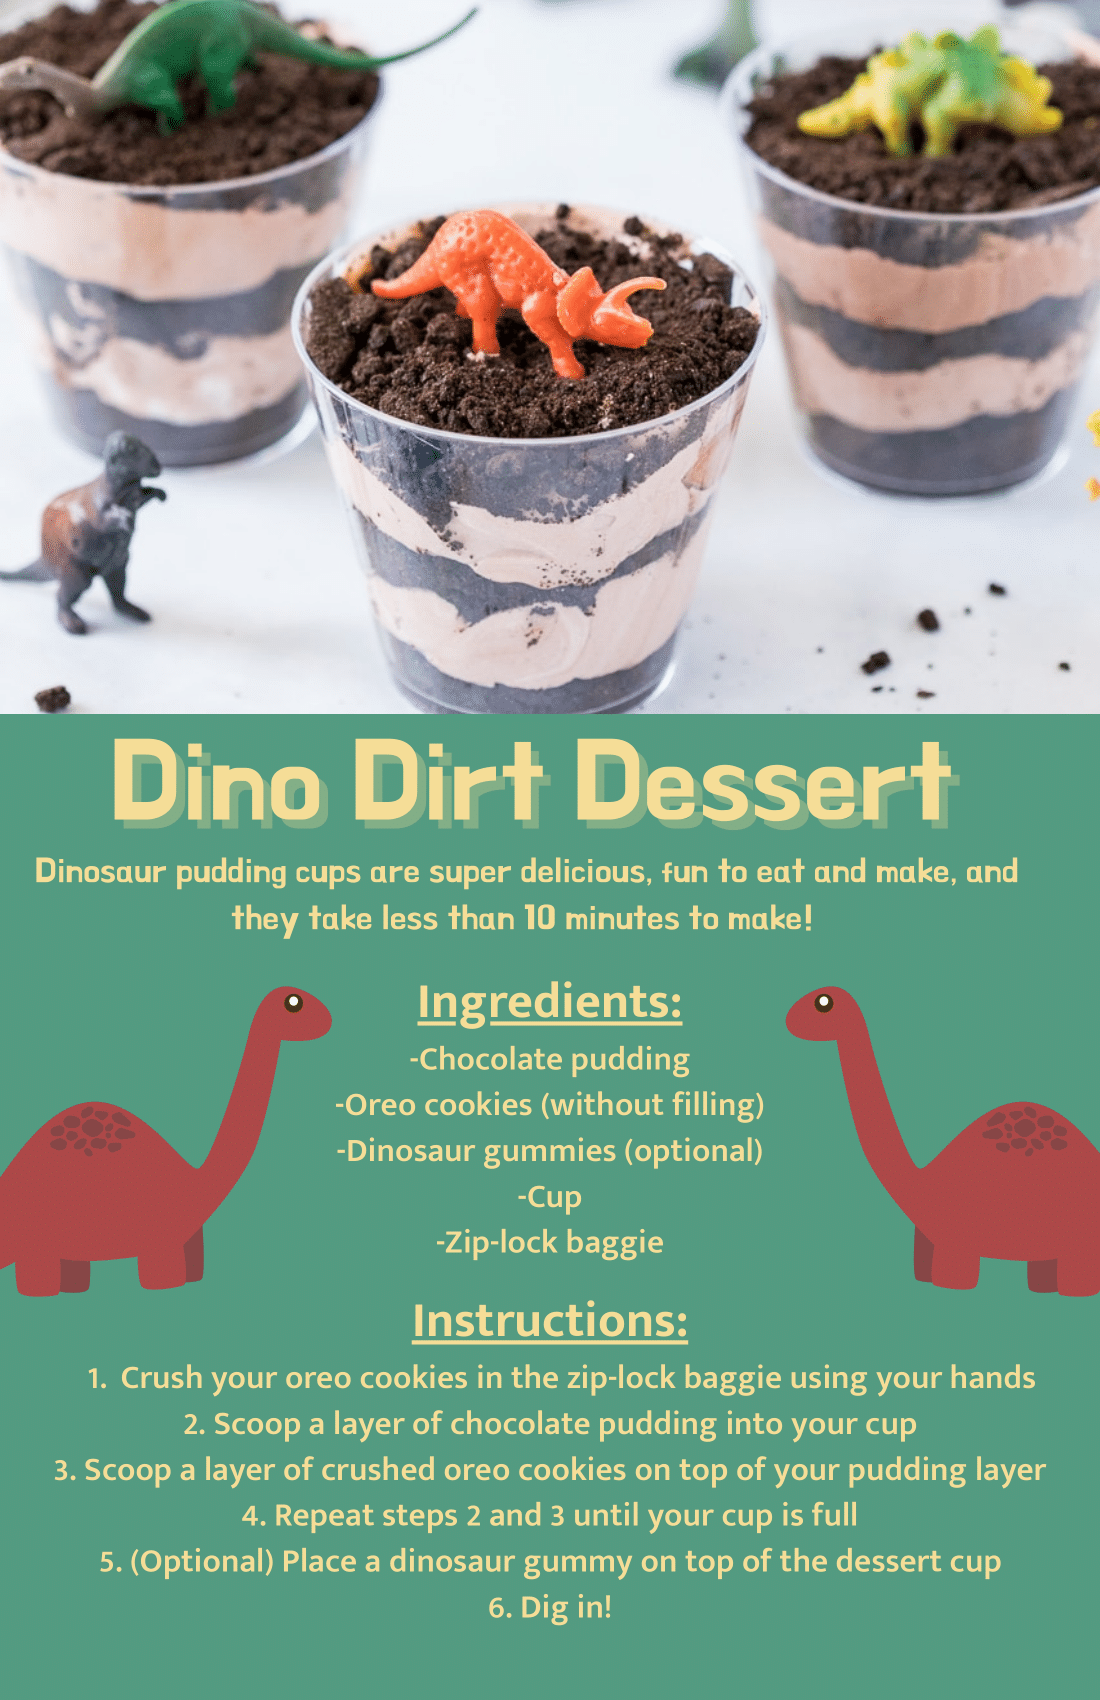 Dino Dirt Dessert
Dinosaur pudding cups are super delicious, fun to eat and make, and
they take less than 10 minutes to make!
Ingredients:
-Chocolate pudding
-Oreo cookies (without filling)
-Dinosaur gummies (optional)
-Cup
-Zip-lock baggie
Instructions:
1. Crush your oreo cookies in the zip-lock baggie using your hands
2. Scoop a layer of chocolate pudding into your cup
3. Scoop a layer of crushed oreo cookies on top of your pudding layer
4. Repeat steps 2 and 3 until your cup is full
5. (Optional) Place a dinosaur gummy on top of the dessert cup
6. Dig in!